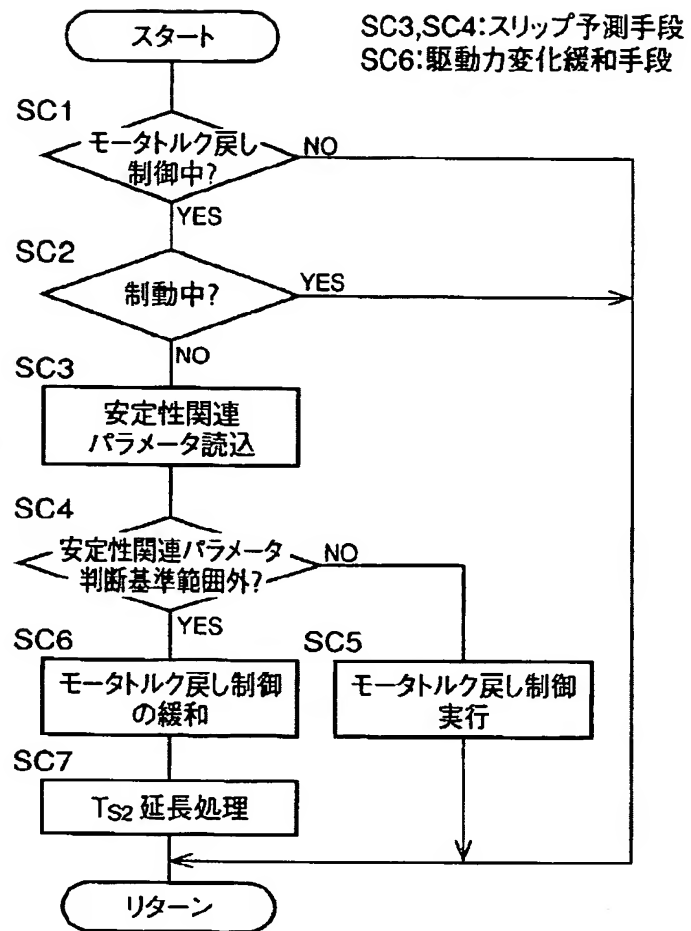 スタート
SC3,SC4:スリップ予測手段
SC6:駆動力変化緩和手段
SC1
モータトルク戻し
制御中?
NO
YES
SC2
制動中?
YES
NO
SC3
安定性関連
パラメータ読込
SC4
安定性関連パラメータ
判断基準範囲外?
NO
YES
SC6
モータトルク戻し制御
の緩和
SC5
モータトルク戻し制御
実行
SC7
TS2 延長処理
リターン